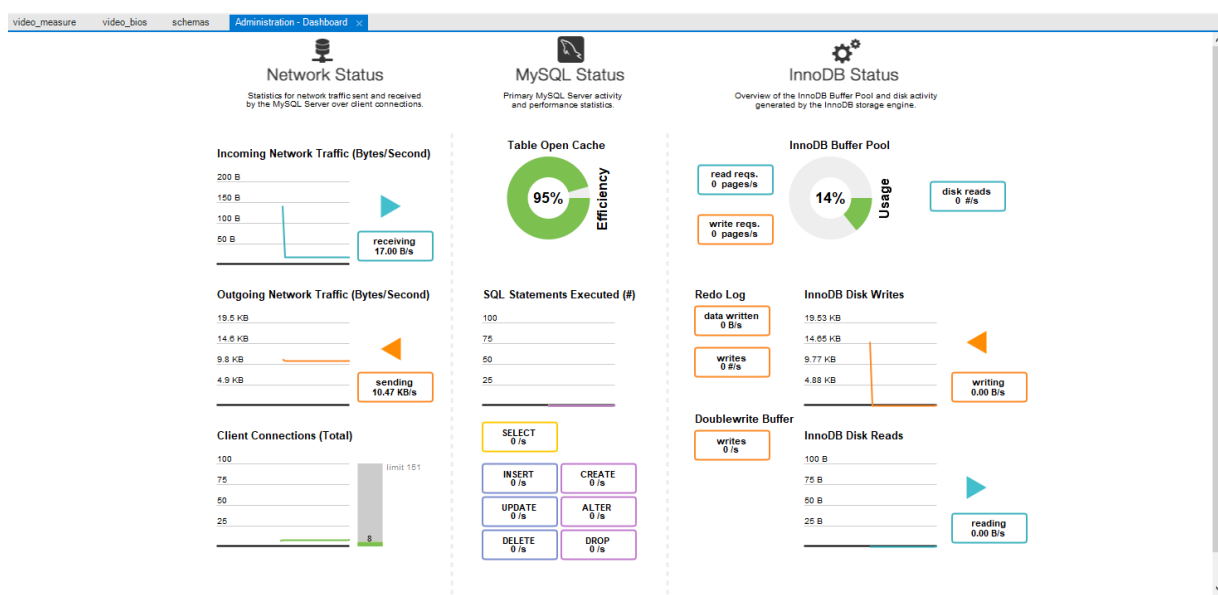 video_measure
video_bios
schemas
Administration - Dashboard ×
Network Status
Statistics for network traffic sent and received
by the MySQL Server over client connections.
Incoming Network Traffic (Bytes/Second)
200 B
150 B
100 B
50 B
receiving
17.00 B/s
Outgoing Network Traffic (Bytes/Second)
19.5 KB
14.6 KB
9.8 KB
4.9 KB
sending
10.47 KB/s
Client Connections (Total)
100
75
50
25
limit 151
8
MySQL Status
Primary MySQL Server activity
and performance statistics.
Table Open Cache
95%
Efficiency
SQL Statements Executed (#)
100
75
50
25
SELECT
0 /s
INSERT
0 /s
CREATE
0 /s
UPDATE
0 /s
ALTER
0 /s
DELETE
0 /s
DROP
0 /s
InnoDB Status
Overview of the InnoDB Buffer Pool and disk activity
generated by the InnoDB storage engine.
InnoDB Buffer Pool
read reqs.
0 pages/s
write reqs.
0 pages/s
14%
Usage
disk reads
0 #/s
Redo Log
data written
0 B/s
writes
0 #/s
Doublewrite Buffer
writes
0 /s
InnoDB Disk Writes
19.53 KB
14.65 KB
9.77 KB
4.88 KB
writing
0.00 B/s
InnoDB Disk Reads
100 B
75 B
50 B
25 B
reading
0.00 B/s